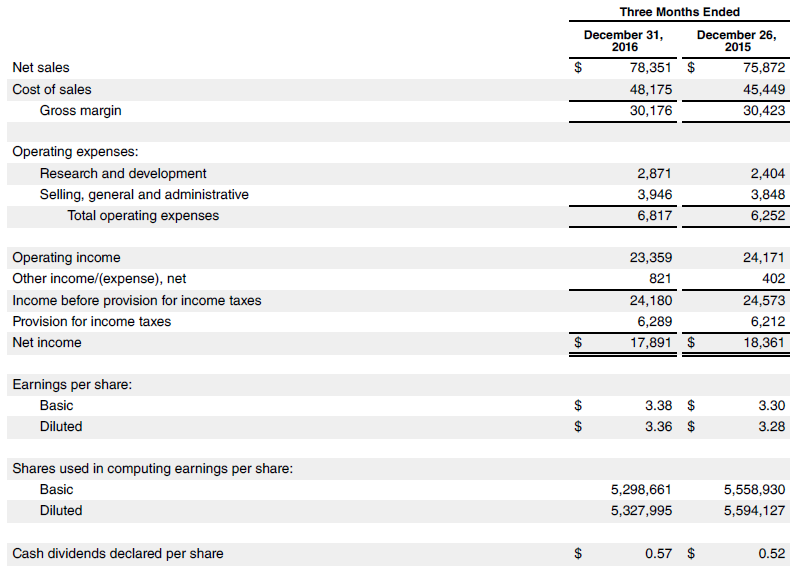 Three Months Ended
December 31, 2016 December 26, 2015
Net sales $ 78,351 $ 75,872
Cost of sales 48,175 45,449
Gross margin 30,176 30,423
Operating expenses:
Research and development 2,871 2,404
Selling, general and administrative 3,946 3,848
Total operating expenses 6,817 6,252
Operating income 23,359 24,171
Other income/(expense), net 821 402
Income before provision for income taxes 24,180 24,573
Provision for income taxes 6,289 6,212
Net income $ 17,891 $ 18,361
Earnings per share:
Basic $ 3.38 $ 3.30
Diluted $ 3.36 $ 3.28
Shares used in computing earnings per share:
Basic 5,298,661 5,558,930
Diluted 5,327,995 5,594,127
Cash dividends declared per share $ 0.57 $ 0.52